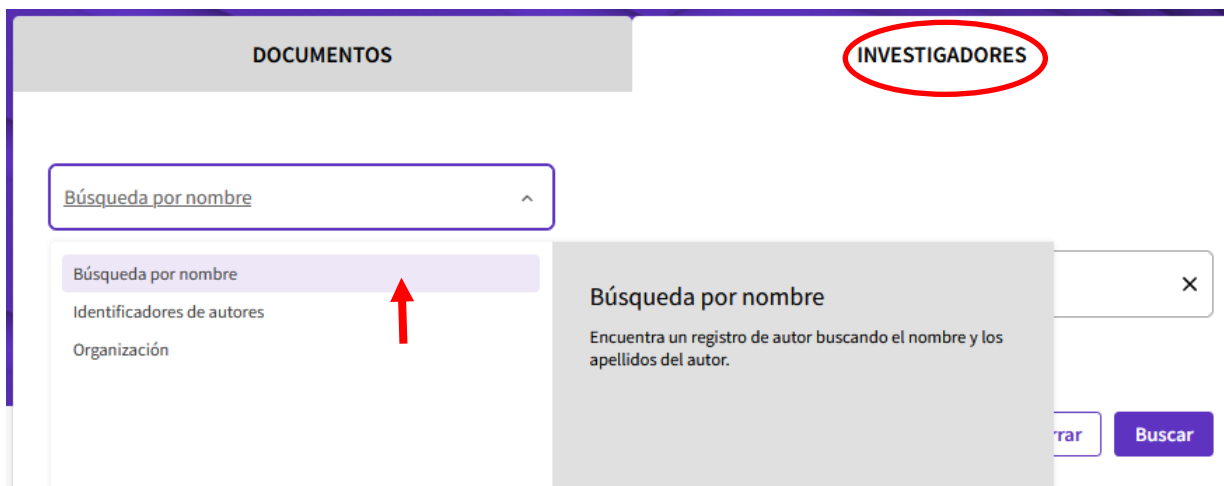 DOCUMENTOS
INVESTIGADORES
Búsqueda por nombre
Búsqueda por nombre
Identificadores de autores
Organización
Búsqueda por nombre
Encuentra un registro de autor buscando el nombre y los
apellidos del autor.
rrar
Buscar